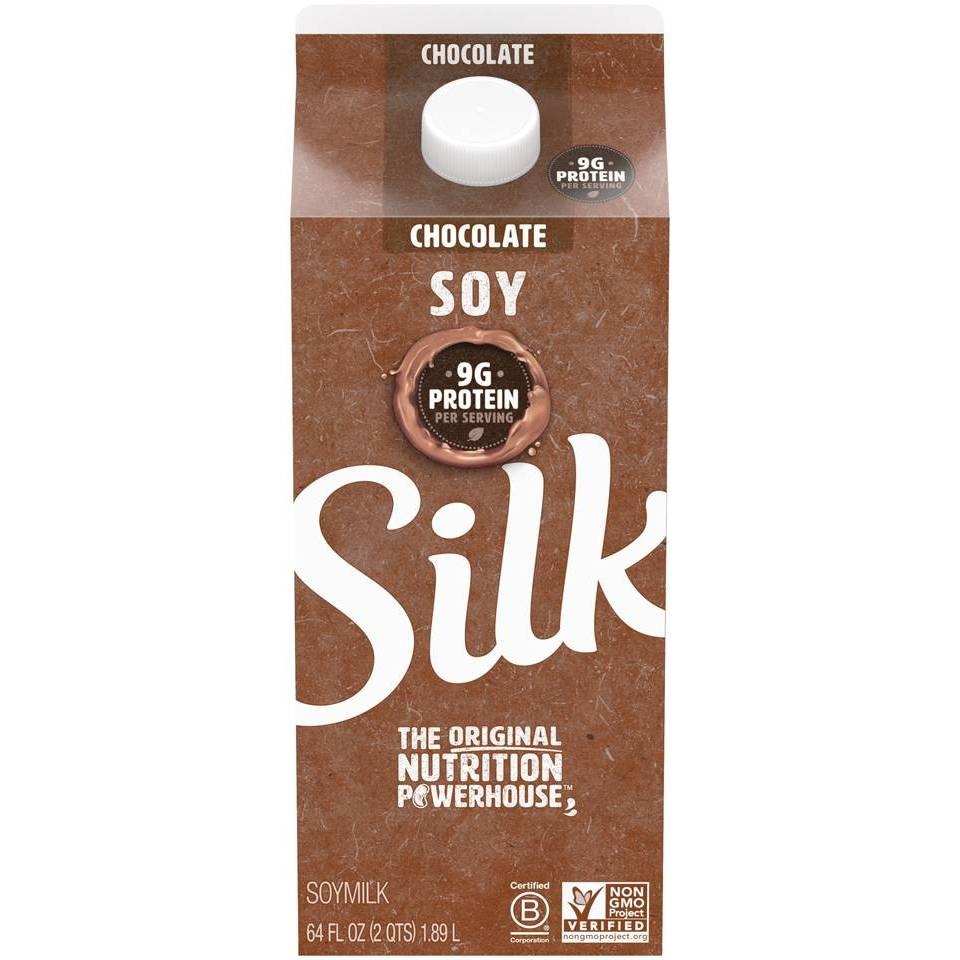 CHOCOLATE
9G
PROTEIN
PER SERVING
CHOCOLATE
SOY
9G
PROTEIN
PER SERVING
Silk
THE ORIGINAL
NUTRITION
POWERHOUSE™
SOYMILK
64 FL OZ (2 QTS) 1.89 L
Certified
B®
Corporation
NON
GMO
Project
VERIFIED
nongmoproject.org